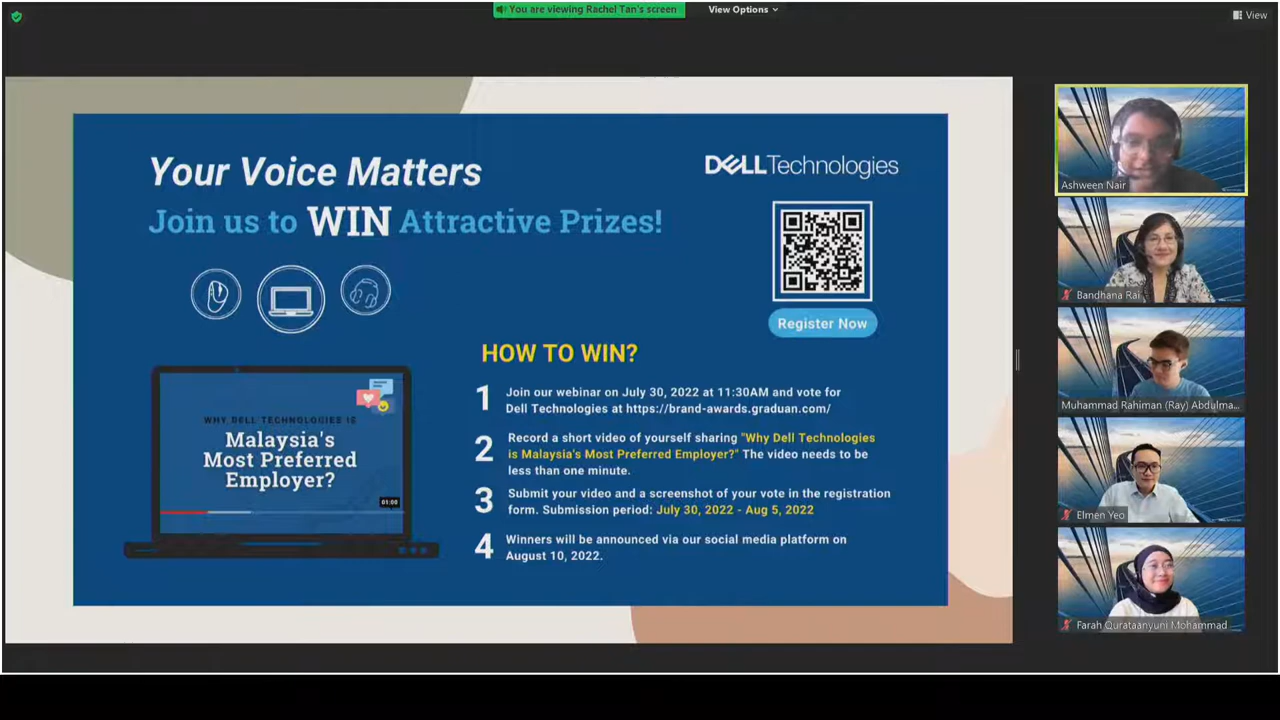 You are viewing Rachel Tan's screen
View Options
View
Your Voice Matters
DELL Technologies
Join us to WIN Attractive Prizes!
Register Now
HOW TO WIN?
1 Join our webinar on July 30, 2022 at 11:30AM and vote for
Dell Technologies at https://brand-awards.graduan.com/
2 Record a short video of yourself sharing "Why Dell Technologies
is Malaysia's Most Preferred Employer?" The video needs to be
less than one minute.
3 Submit your video and a screenshot of your vote in the registration
form. Submission period: July 30, 2022 - Aug 5, 2022
4 Winners will be announced via our social media platform on
August 10, 2022.
WHY DELL TECHNOLOGIES IS
Malaysia's
Most Preferred
Employer?
01:00
Ashween Nair
Bandhana Rai
Muhammad Rahiman (Ray) Abdulma...
Elmen Yeo
Farah Qurataanyuni Mohammad